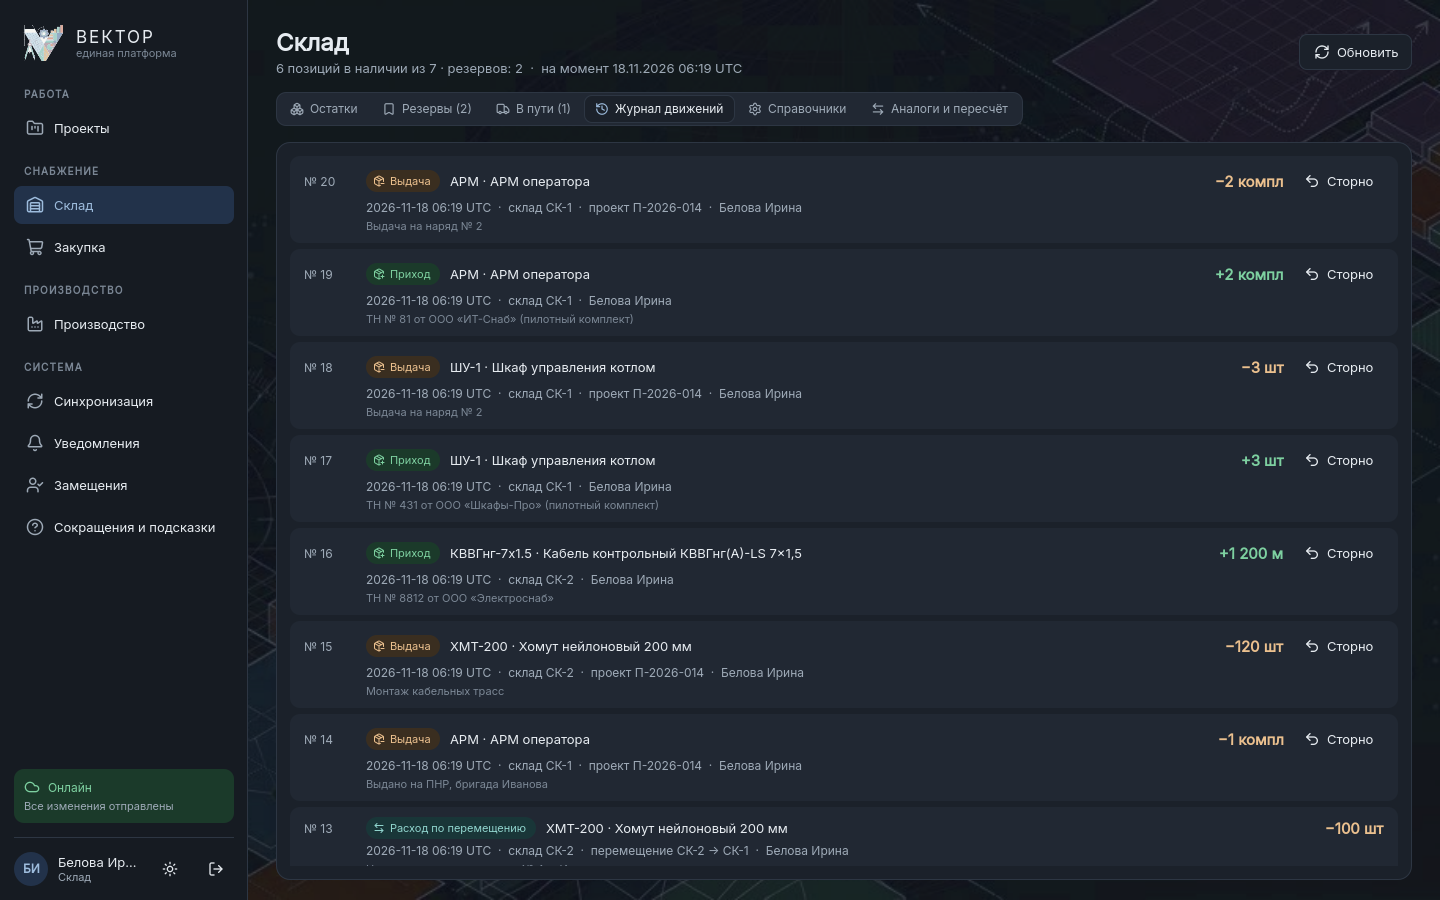 ВЕКТОР
единая платформа
РАБОТА
Проекты
СНАБЖЕНИЕ
Склад
Закупка
ПРОИЗВОДСТВО
Производство
СИСТЕМА
Синхронизация
Уведомления
Замещения
Сокращения и подсказки
Онлайн
Все изменения отправлены
БИ
Белова Ир...
Склад
Склад
6 позиций в наличии из 7 · резервов: 2 · на момент 18.11.2026 06:19 UTC
Обновить
Остатки
Резервы (2)
В пути (1)
Журнал движений
Справочники
Аналоги и пересчёт
№ 20 Выдача АРМ · АРМ оператора −2 компл Сторно
2026-11-18 06:19 UTC · склад СК-1 · проект П-2026-014 · Белова Ирина
Выдача на наряд № 2
№ 19 Приход АРМ · АРМ оператора +2 компл Сторно
2026-11-18 06:19 UTC · склад СК-1 · Белова Ирина
ТН № 81 от ООО «ИТ-Снаб» (пилотный комплект)
№ 18 Выдача ШУ-1 · Шкаф управления котлом −3 шт Сторно
2026-11-18 06:19 UTC · склад СК-1 · проект П-2026-014 · Белова Ирина
Выдача на наряд № 2
№ 17 Приход ШУ-1 · Шкаф управления котлом +3 шт Сторно
2026-11-18 06:19 UTC · склад СК-1 · Белова Ирина
ТН № 431 от ООО «Шкафы-Про» (пилотный комплект)
№ 16 Приход КВВГнг-7х1.5 · Кабель контрольный КВВГнг(А)-LS 7×1,5 +1 200 м Сторно
2026-11-18 06:19 UTC · склад СК-2 · Белова Ирина
ТН № 8812 от ООО «Электроснаб»
№ 15 Выдача ХМТ-200 · Хомут нейлоновый 200 мм −120 шт Сторно
2026-11-18 06:19 UTC · склад СК-2 · проект П-2026-014 · Белова Ирина
Монтаж кабельных трасс
№ 14 Выдача АРМ · АРМ оператора −1 компл Сторно
2026-11-18 06:19 UTC · склад СК-1 · проект П-2026-014 · Белова Ирина
Выдано на ПНР, бригада Иванова
№ 13 Расход по перемещению ХМТ-200 · Хомут нейлоновый 200 мм −100 шт
2026-11-18 06:19 UTC · склад СК-2 · перемещение СК-2 → СК-1 · Белова Ирина